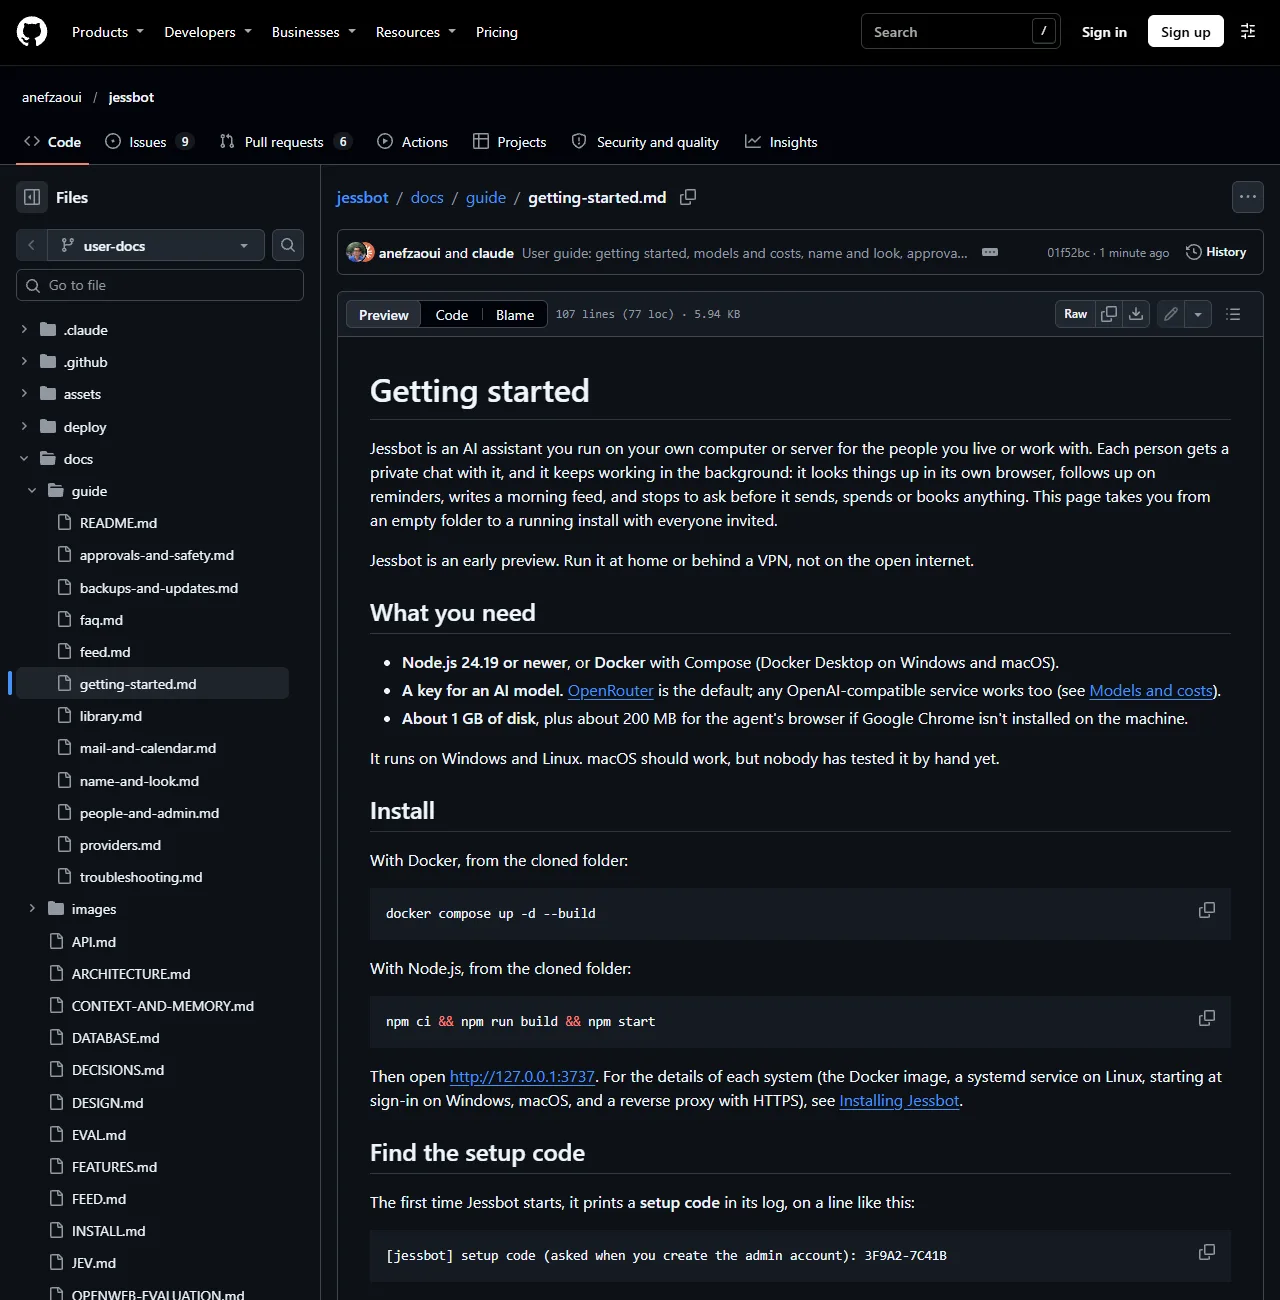 Products Developers Businesses Resources Pricing Search / Sign in Sign up
anefzaoui / jessbot
Code Issues 9 Pull requests 6 Actions Projects Security and quality Insights
Files
user-docs
Go to file
.claude
.github
assets
deploy
docs
guide
README.md
approvals-and-safety.md
backups-and-updates.md
faq.md
feed.md
getting-started.md
library.md
mail-and-calendar.md
name-and-look.md
people-and-admin.md
providers.md
troubleshooting.md
images
API.md
ARCHITECTURE.md
CONTEXT-AND-MEMORY.md
DATABASE.md
DECISIONS.md
DESIGN.md
EVAL.md
FEATURES.md
FEED.md
INSTALL.md
JEV.md
OPENWEB-EVALUATION.md
jessbot / docs / guide / getting-started.md
anefzaoui and claude User guide: getting started, models and costs, name and look, approva... 01f52bc · 1 minute ago History
Preview Code Blame 107 lines (77 loc) · 5.94 KB Raw
Getting started
Jessbot is an AI assistant you run on your own computer or server for the people you live or work with. Each person gets a
private chat with it, and it keeps working in the background: it looks things up in its own browser, follows up on
reminders, writes a morning feed, and stops to ask before it sends, spends or books anything. This page takes you from
an empty folder to a running install with everyone invited.
Jessbot is an early preview. Run it at home or behind a VPN, not on the open internet.
What you need
• Node.js 24.19 or newer, or Docker with Compose (Docker Desktop on Windows and macOS).
• A key for an AI model. OpenRouter is the default; any OpenAI-compatible service works too (see Models and costs).
• About 1 GB of disk, plus about 200 MB for the agent's browser if Google Chrome isn't installed on the machine.
It runs on Windows and Linux. macOS should work, but nobody has tested it by hand yet.
Install
With Docker, from the cloned folder:
docker compose up -d --build
With Node.js, from the cloned folder:
npm ci && npm run build && npm start
Then open http://127.0.0.1:3737. For the details of each system (the Docker image, a systemd service on Linux, starting at
sign-in on Windows, macOS, and a reverse proxy with HTTPS), see Installing Jessbot.
Find the setup code
The first time Jessbot starts, it prints a setup code in its log, on a line like this:
[jessbot] setup code (asked when you create the admin account): 3F9A2-7C41B